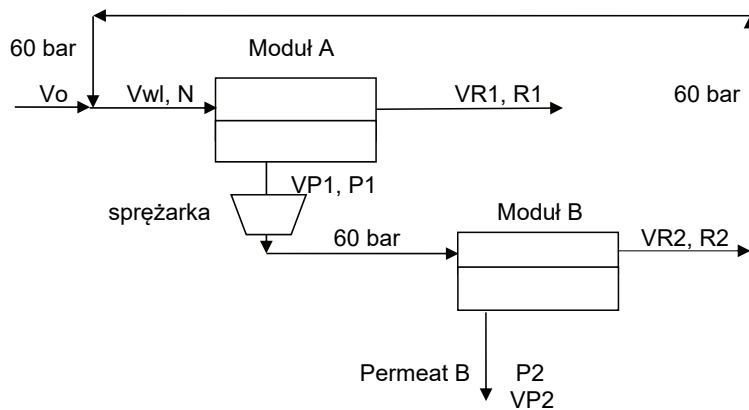 60 bar
Moduł A
Vo
Vwl, N
VR1, R1
60 bar
VP1, P1
sprężarka
Moduł B
60 bar
VR2, R2
Permeat B P2
VP2